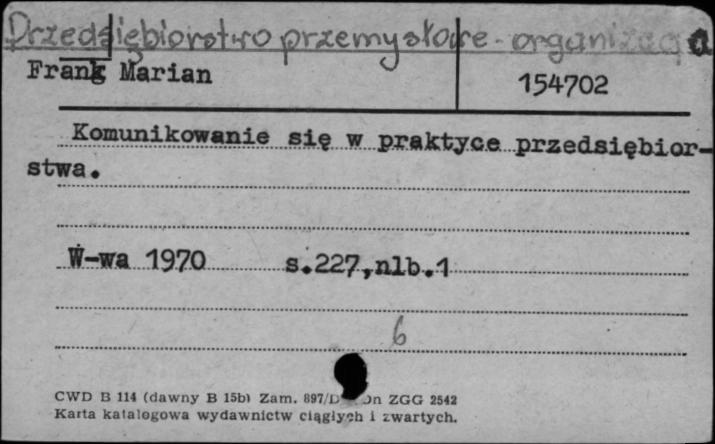 Przedsiębiorstwo przemysłowe - organizacja
Frank Marian
154702
Komunikowanie się w praktyce przedsiębior-
stwa.
W-wa 1970 s.227,nlb.1
6
CWD B 114 (dawny B 15b) Zam. 897/D ZGG 2542
Karta katalogowa wydawnictw ciągłych i zwartych.